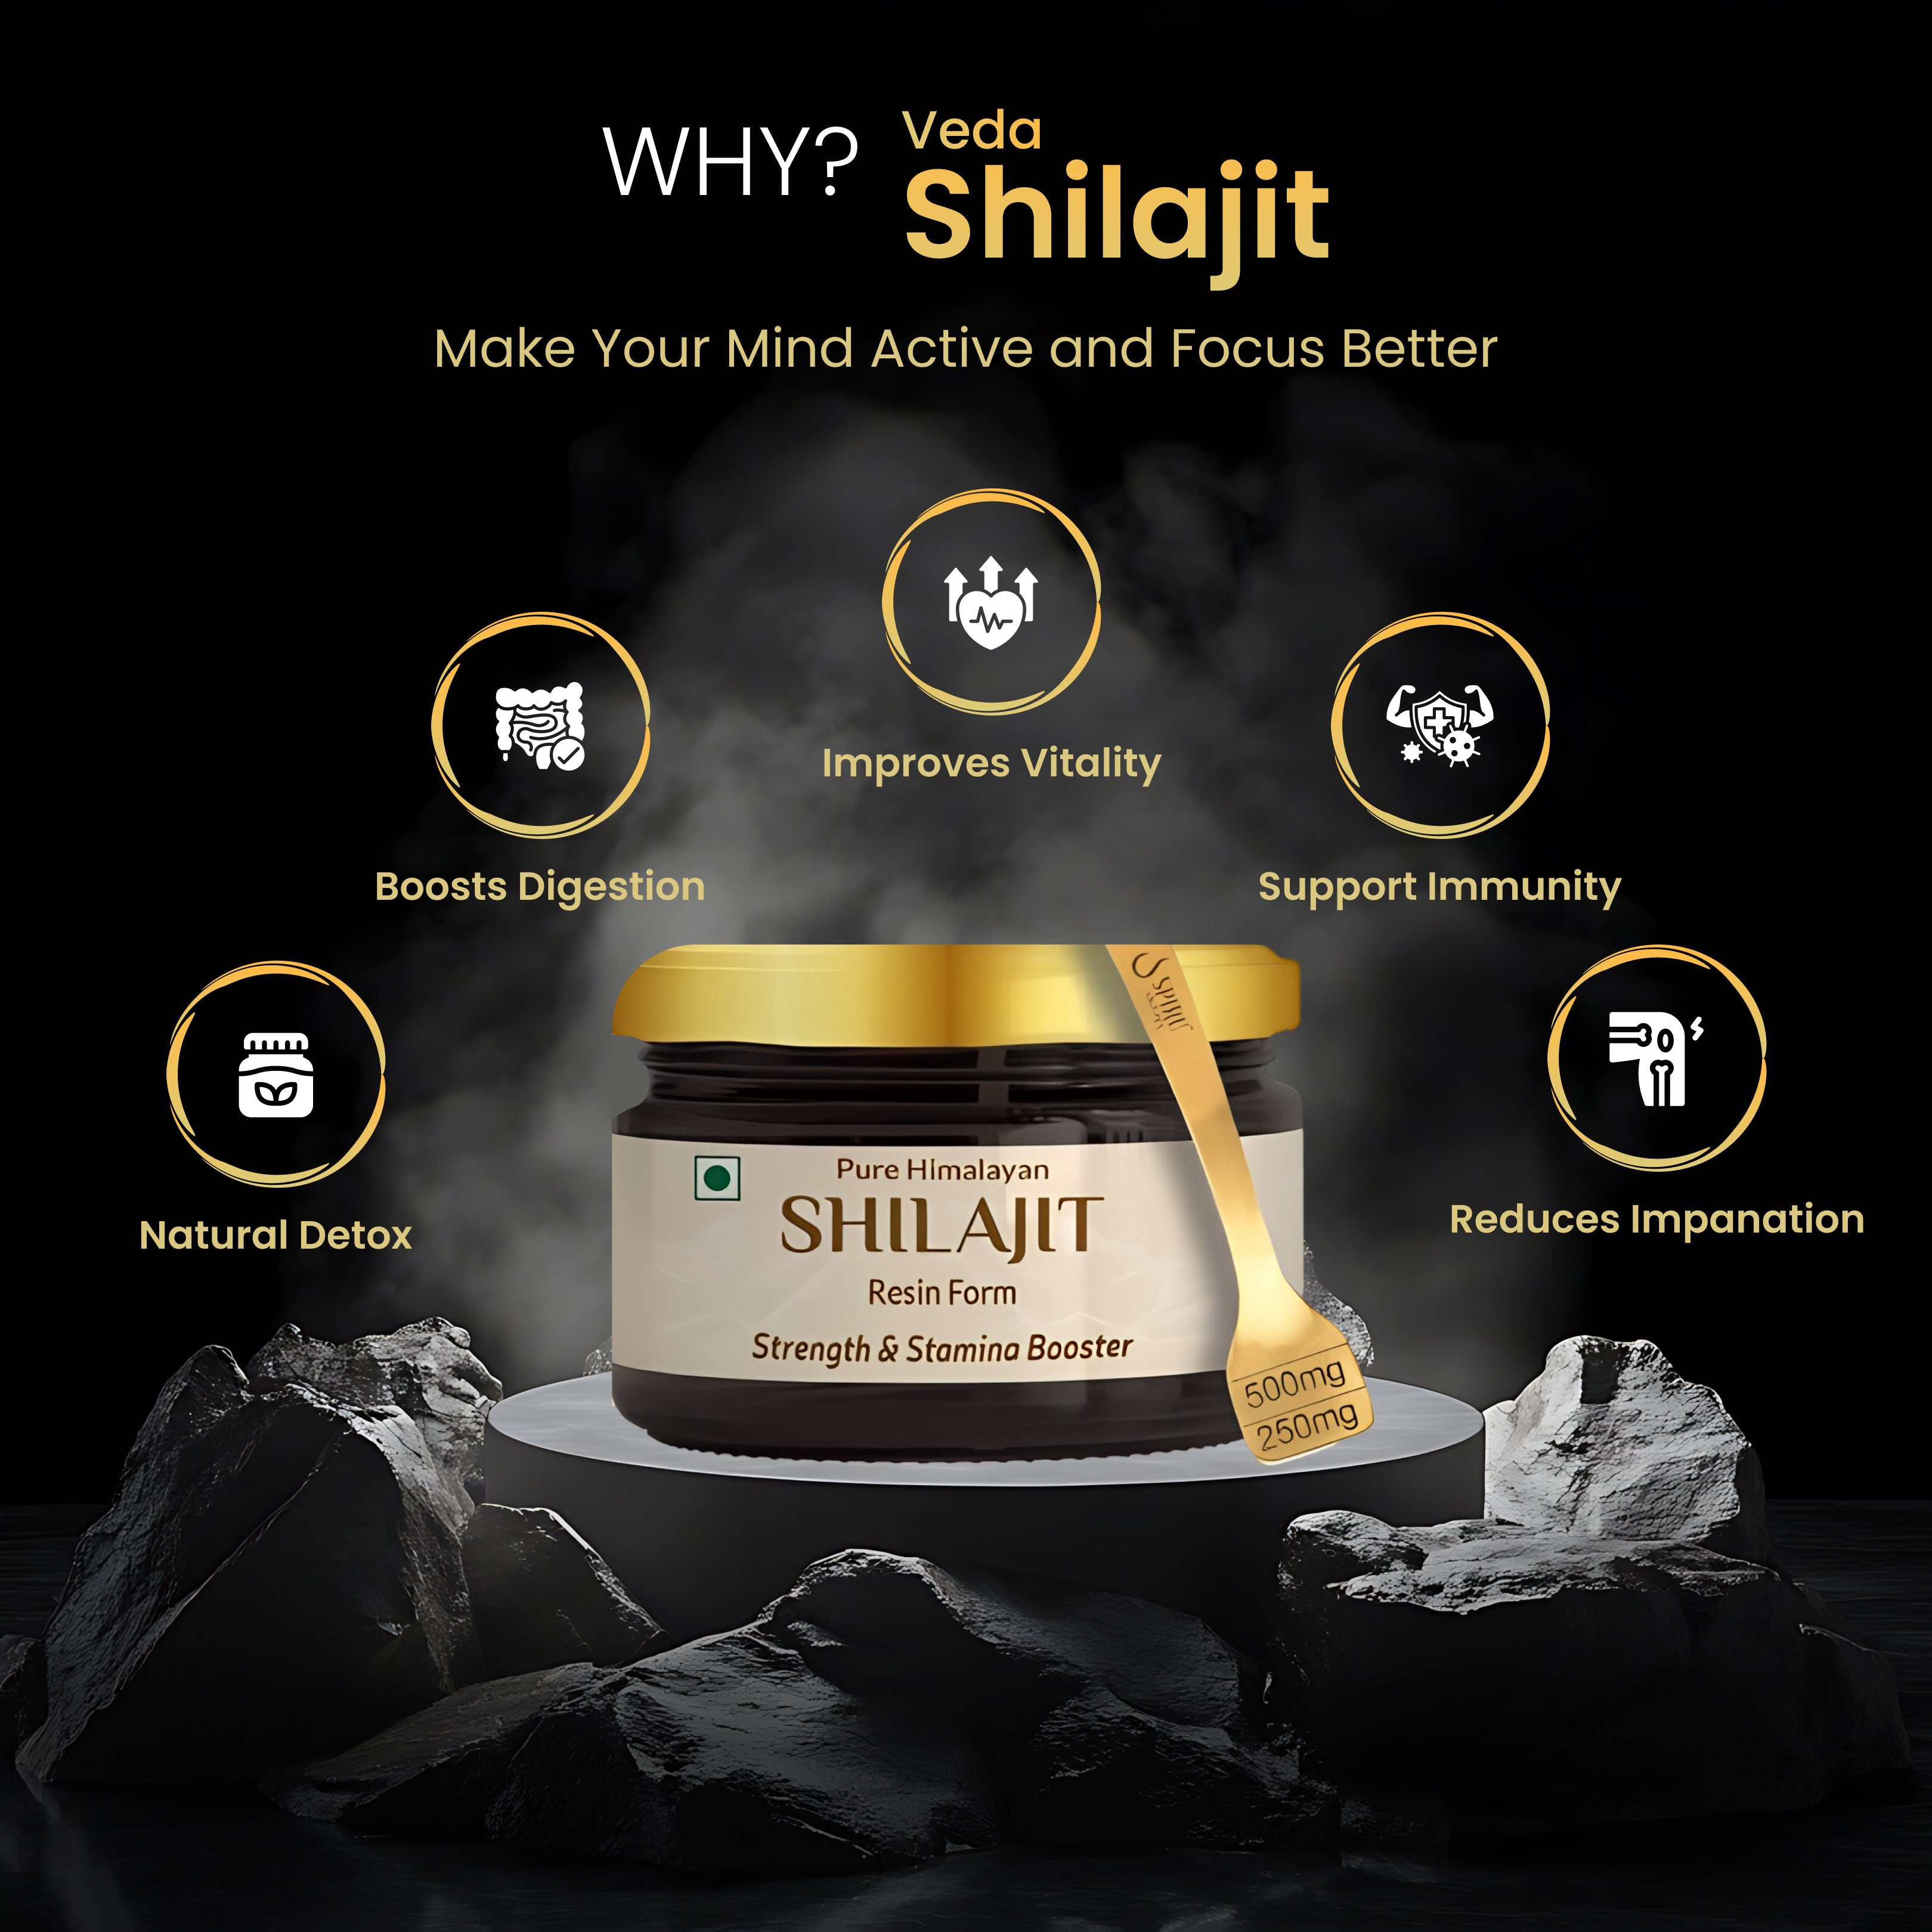 WHY?
Veda
Shilajit
Make Your Mind Active and Focus Better
Improves Vitality
Boosts Digestion
Support Immunity
Natural Detox
Reduces Impanation
Pure Himalayan
SHILAJIT
Resin Form
Strength & Stamina Booster
500mg
250mg